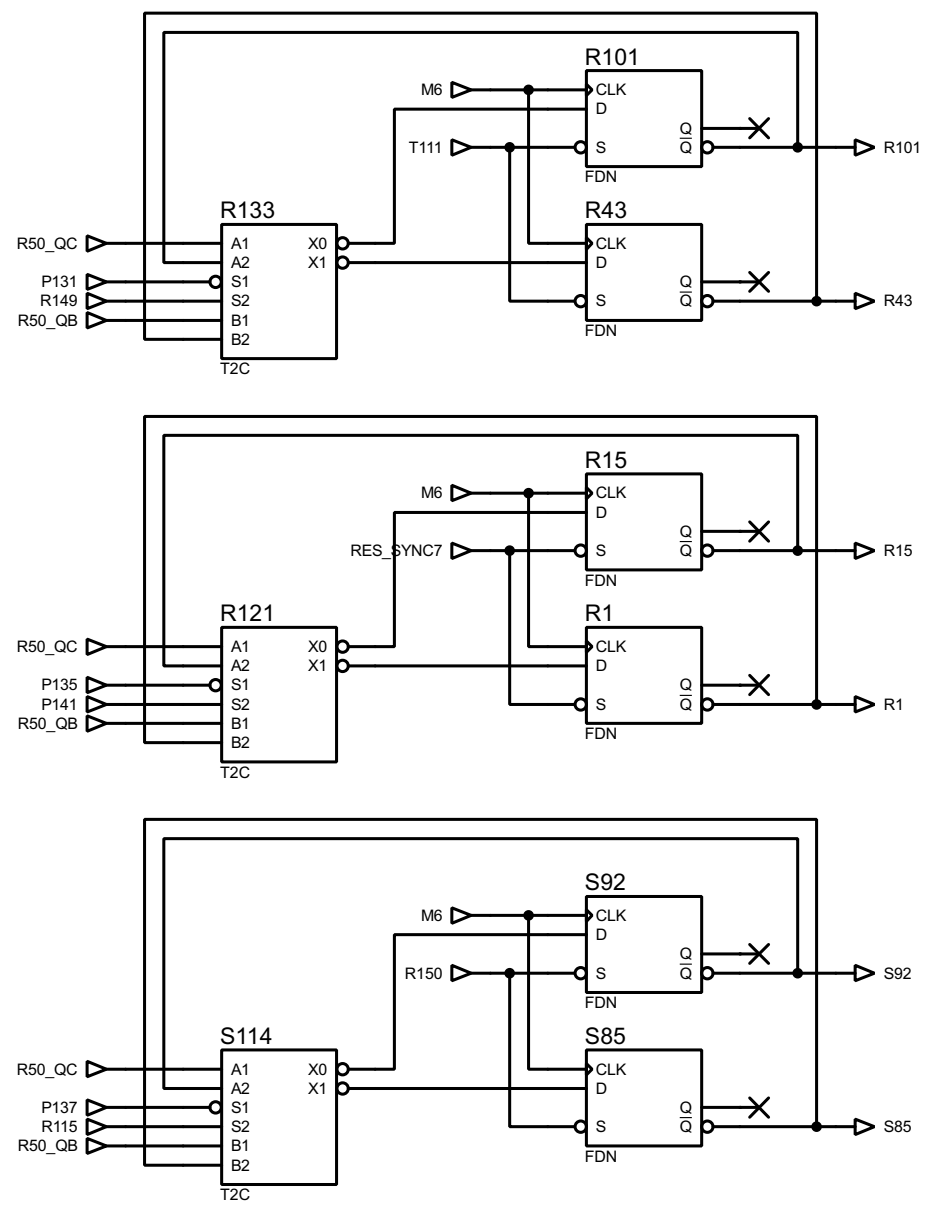 R101
M6 CLK
D
T111 S Q
Q
R101
FDN
R133
R43
R50_QC A1 X0 CLK
A2 X1 D
P131 S1 Q
R149 S2 S Q R43
R50_QB B1
B2
FDN
T2C
R15
M6 CLK
D
Q
RES_SYNC7 S Q R15
FDN
R121
R1
R50_QC A1 X0 CLK
A2 X1 D
P135 S1 Q
P141 S2 S Q R1
R50_QB B1
B2
FDN
T2C
S92
M6 CLK
D
Q
R150 S Q S92
FDN
S114
S85
R50_QC A1 X0 CLK
A2 X1 D
P137 S1 Q
R115 S2 S Q S85
R50_QB B1
B2
FDN
T2C